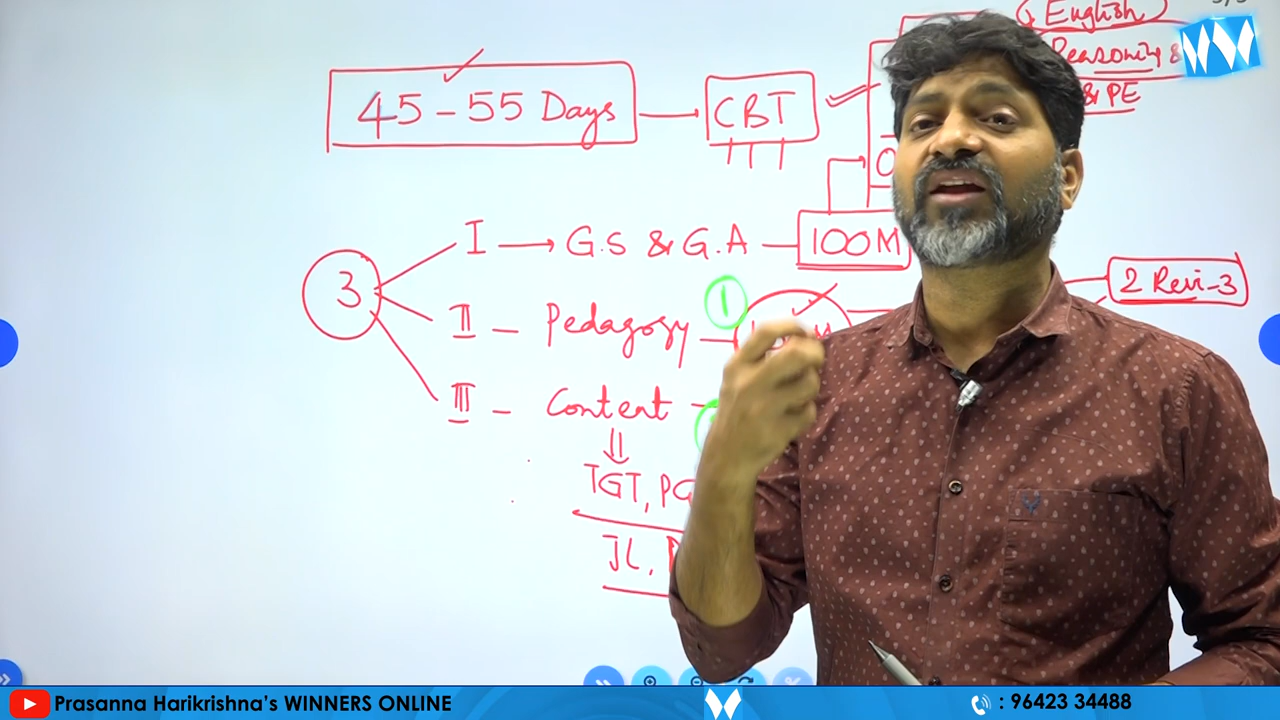 English
45 - 55 Days
CBT
Reasoning &
& PE
3
I
G.S & G.A
100M
II - Pedagogy
1
2 Revi-3
III - Content
TGT,
JL,
Prasanna Harikrishna's WINNERS ONLINE
: 96423 34488